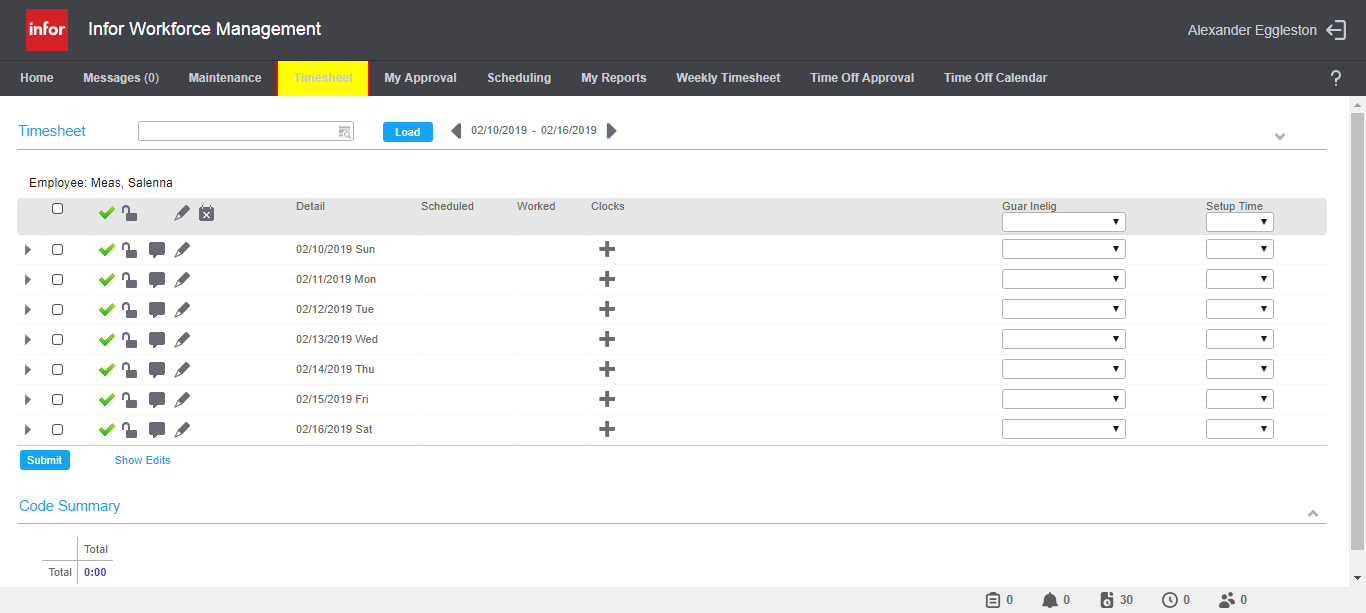 infor Infor Workforce Management Alexander Eggleston
Home Messages (0) Maintenance Timesheet My Approval Scheduling My Reports Weekly Timesheet Time Off Approval Time Off Calendar ?
Timesheet Load 02/10/2019 - 02/16/2019
Employee: Meas, Salenna
Detail Scheduled Worked Clocks Guar Inelig Setup Time
02/10/2019 Sun
02/11/2019 Mon
02/12/2019 Tue
02/13/2019 Wed
02/14/2019 Thu
02/15/2019 Fri
02/16/2019 Sat
Submit Show Edits
Code Summary
Total
Total 0:00
0 0 30 0 0